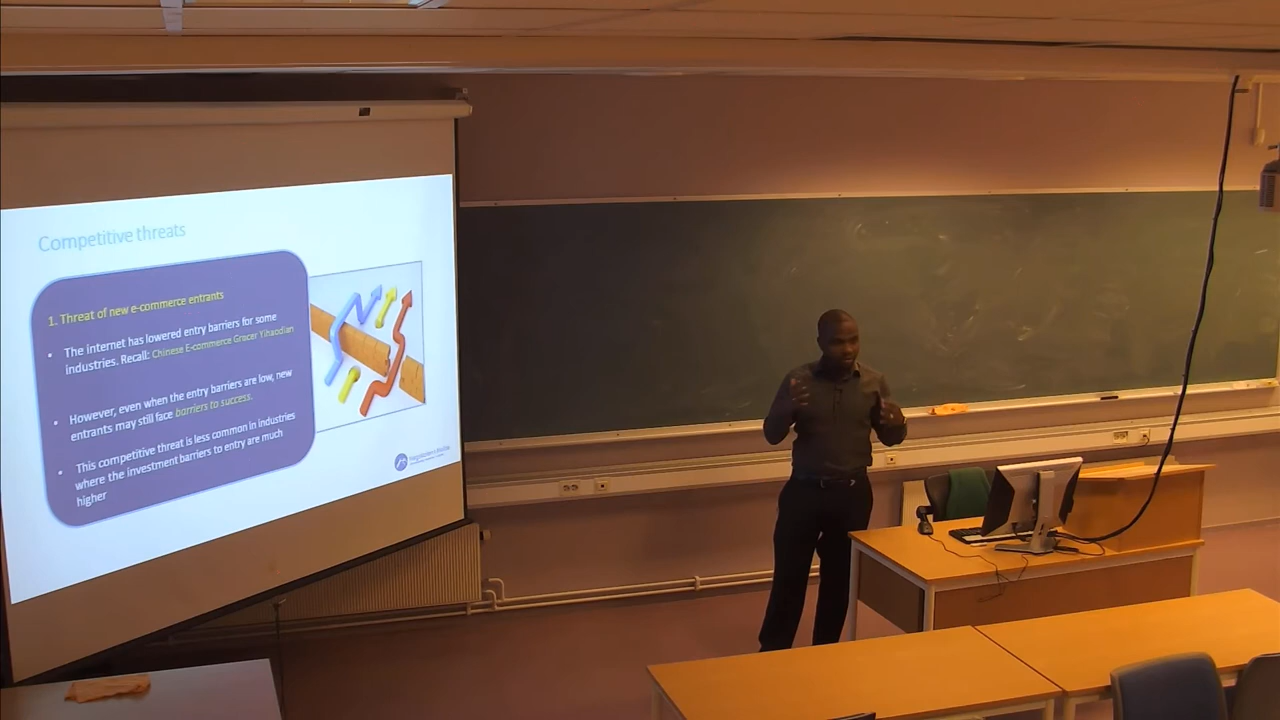 Competitive threats
1. Threat of new e-commerce entrants
The internet has lowered entry barriers for some
industries. Recall: Chinese E-commerce Grocer Yihaodian
However, even when the entry barriers are low, new
entrants may still face barriers to success.
This competitive threat is less common in industries
where the investment barriers to entry are much
higher